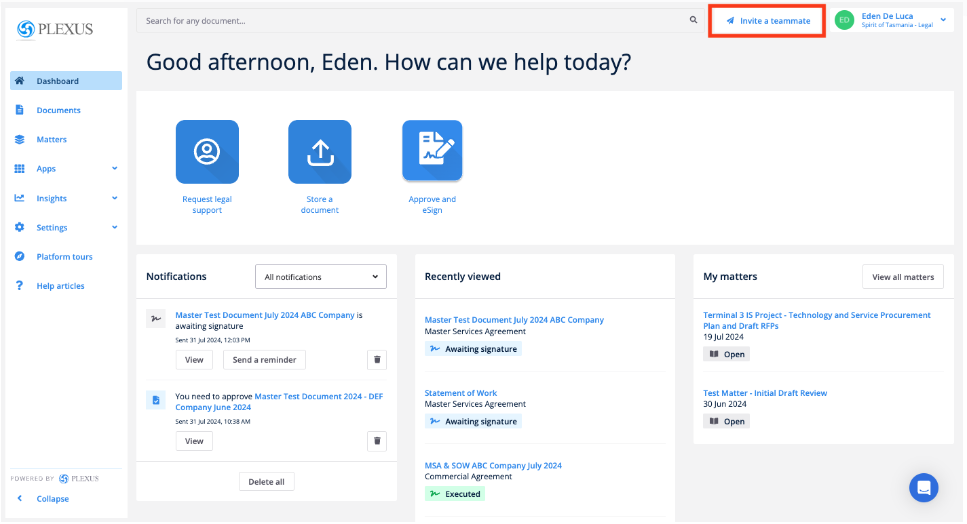 PLEXUS
Search for any document...
Invite a teammate
ED
Eden De Luca
Spirit of Tasmania - Legal
Good afternoon, Eden. How can we help today?
Dashboard
Documents
Matters
Apps
Insights
Settings
Platform tours
Help articles
POWERED BY PLEXUS
Collapse
Request legal
support
Store a
document
Approve and
eSign
Notifications
All notifications
Master Test Document July 2024 ABC Company is
awaiting signature
Sent 31 Jul 2024, 12:03 PM
View
Send a reminder
You need to approve Master Test Document 2024 - DEF
Company June 2024
Sent 31 Jul 2024, 10:38 AM
View
Delete all
Recently viewed
Master Test Document July 2024 ABC Company
Master Services Agreement
Awaiting signature
Statement of Work
Master Services Agreement
Awaiting signature
MSA & SOW ABC Company July 2024
Commercial Agreement
Executed
My matters
View all matters
Terminal 3 IS Project - Technology and Service Procurement
Plan and Draft RFPs
19 Jul 2024
Open
Test Matter - Initial Draft Review
30 Jun 2024
Open